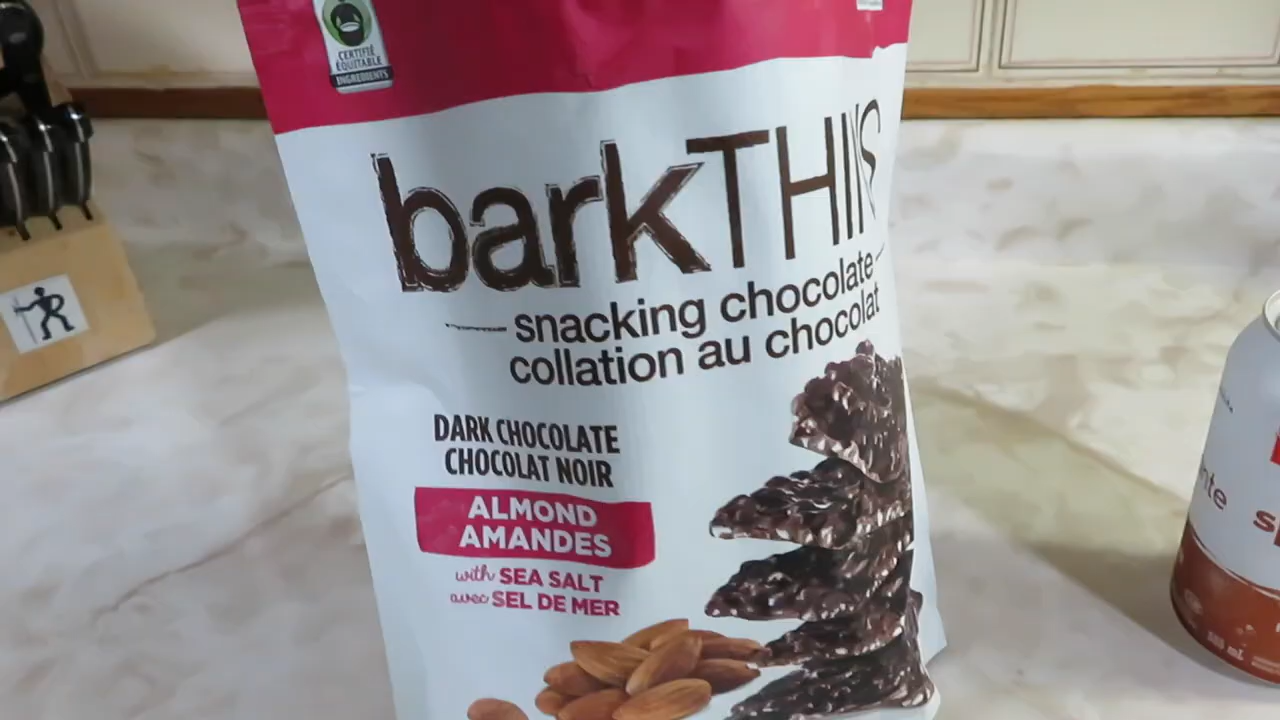 CERTIFIÉ
ÉQUITABLE
INGREDIENTS
barkTHINS
snacking chocolate
collation au chocolat
DARK CHOCOLATE
CHOCOLAT NOIR
ALMOND
AMANDES
with SEA SALT
avec SEL DE MER